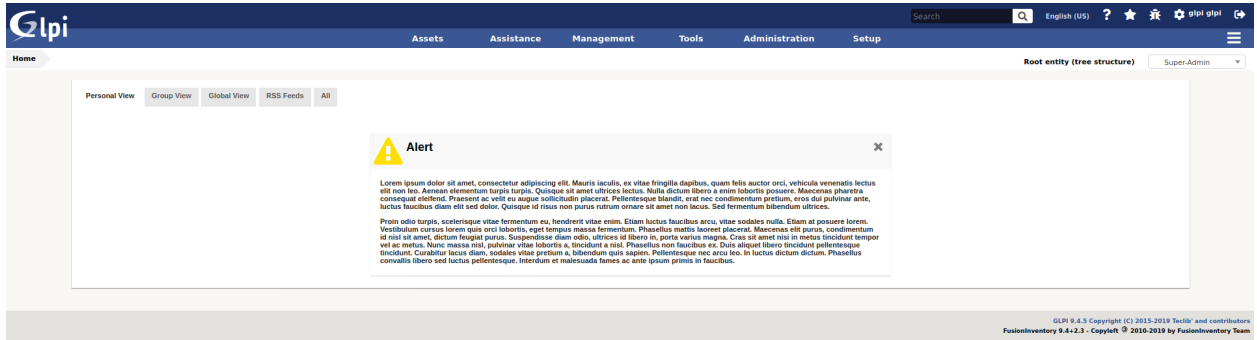 Glpi
Search
English (US)
?
glpi glpi
Assets Assistance Management Tools Administration Setup
Home
Root entity (tree structure)
Super-Admin
Personal View Group View Global View RSS Feeds All
Alert
Lorem ipsum dolor sit amet, consectetur adipiscing elit. Mauris iaculis, ex vitae fringilla dapibus, quam felis auctor orci, vehicula venenatis lectus
elit non leo. Aenean elementum turpis turpis. Quisque sit amet ultrices lectus. Nulla dictum libero a enim lobortis posuere. Maecenas pharetra
consequat eleifend. Praesent ac velit eu augue sollicitudin placerat. Pellentesque blandit, erat nec condimentum pretium, eros dui pulvinar ante,
luctus faucibus diam elit sed dolor. Quisque id risus non purus rutrum ornare sit amet non lacus. Sed fermentum bibendum ultrices.
Proin odio turpis, scelerisque vitae fermentum eu, hendrerit vitae enim. Etiam luctus faucibus arcu, vitae sodales nulla. Etiam at posuere lorem.
Vestibulum cursus lorem quis orci lobortis, eget tempus massa fermentum. Phasellus mattis laoreet placerat. Maecenas elit purus, condimentum
id nisl sit amet, dictum feugiat purus. Suspendisse diam odio, ultrices id libero in, porta varius magna. Cras sit amet nisi in metus tincidunt tempor
vel ac metus. Nunc massa nisl, pulvinar vitae lobortis a, tincidunt a nisl. Phasellus non faucibus ex. Duis aliquet libero tincidunt pellentesque
tincidunt. Curabitur lacus diam, sodales vitae pretium a, bibendum quis sapien. Pellentesque nec arcu leo. In luctus dictum dictum. Phasellus
convallis libero sed luctus pellentesque. Interdum et malesuada fames ac ante ipsum primis in faucibus.
GLPI 9.4.5 Copyright (C) 2015-2019 Teclib' and contributors
FusionInventory 9.4+2.3 - Copyleft 🄯 2010-2019 by FusionInventory Team